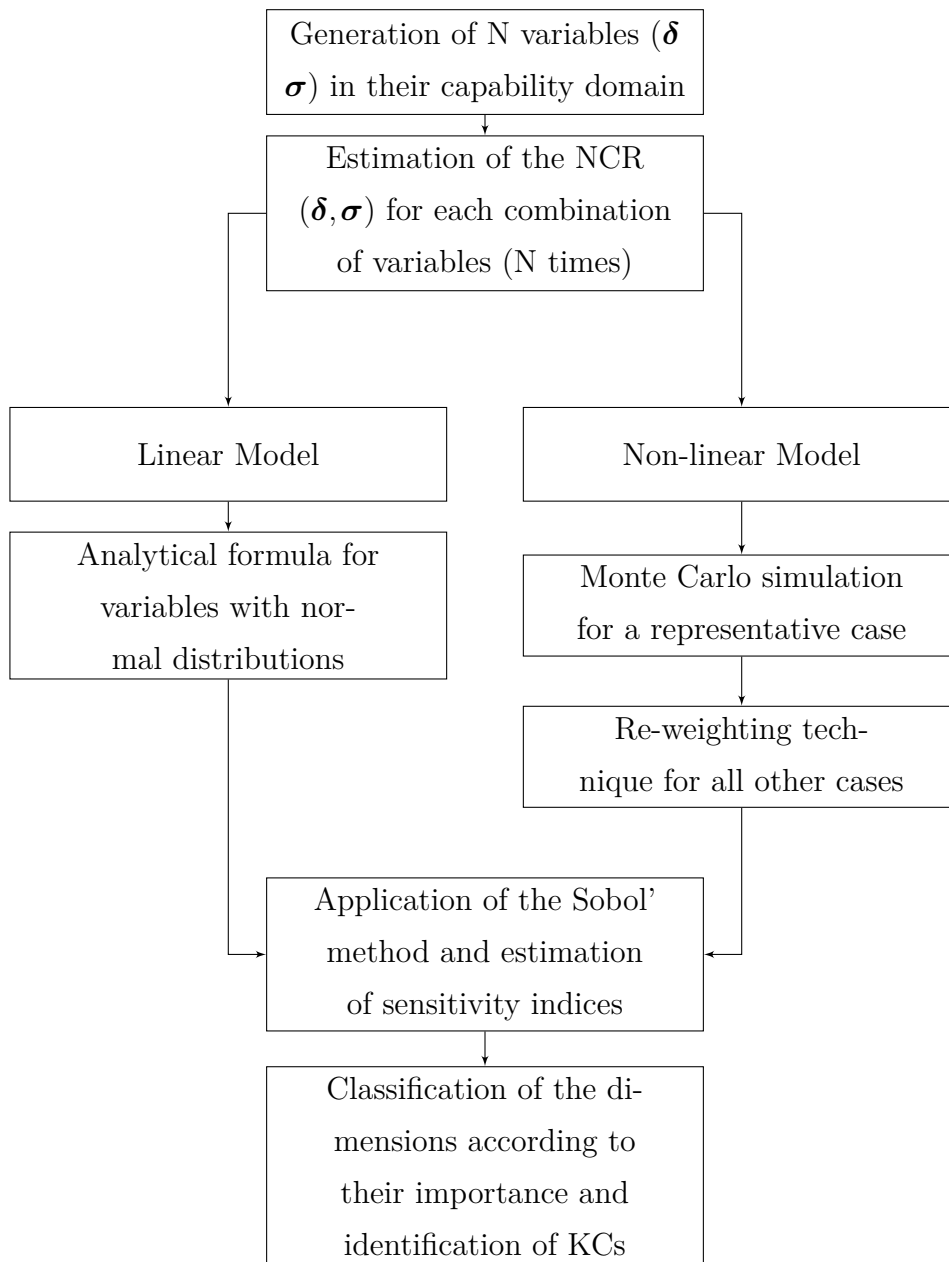 Generation of N variables (δ
σ) in their capability domain
Estimation of the NCR
(δ, σ) for each combination
of variables (N times)
Linear Model
Non-linear Model
Analytical formula for
variables with nor-
mal distributions
Monte Carlo simulation
for a representative case
Re-weighting tech-
nique for all other cases
Application of the Sobol'
method and estimation
of sensitivity indices
Classification of the di-
mensions according to
their importance and
identification of KCs